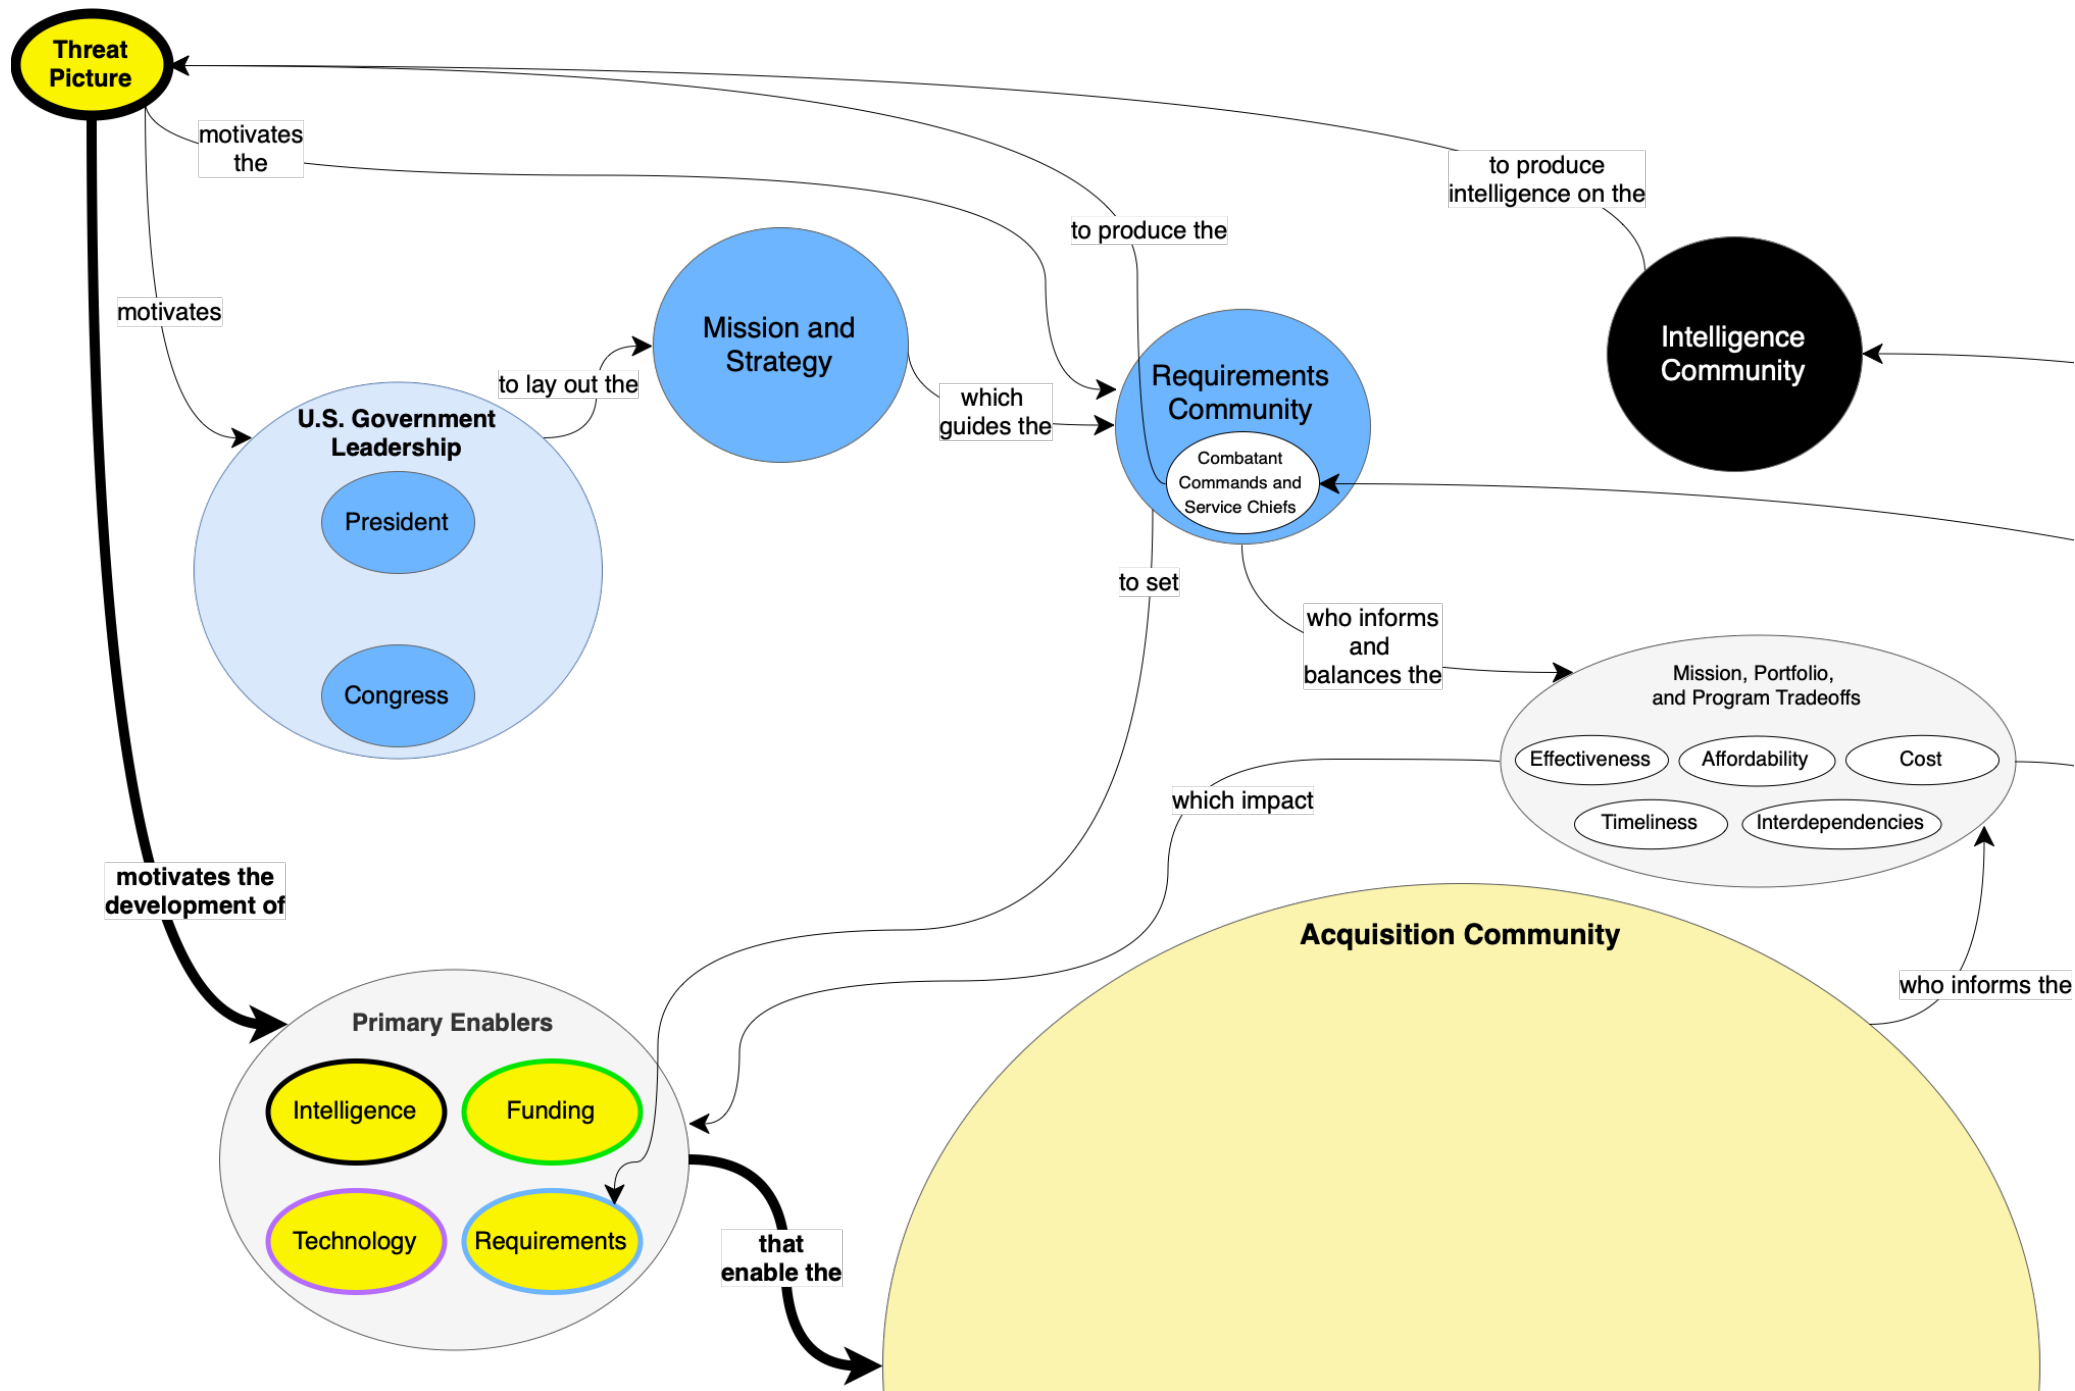 Threat
Picture
motivates
the
to produce
intelligence on the
to produce the
motivates
Mission and
Strategy
Intelligence
Community
to lay out the
Requirements
Community
which
guides the
U.S. Government
Leadership
Combatant
Commands and
Service Chiefs
President
to set
who informs
and
balances the
Congress
Mission, Portfolio,
and Program Tradeoffs
Effectiveness
Affordability
Cost
which impact
Timeliness
Interdependencies
motivates the
development of
Acquisition Community
who informs the
Primary Enablers
Intelligence
Funding
Technology
Requirements
that
enable the